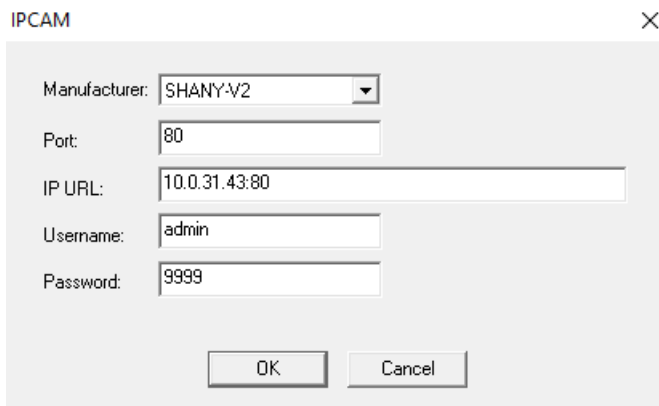 IPCAM
Manufacturer: SHANY-V2
Port: 80
IP URL: 10.0.31.43:80
Username: admin
Password: 9999
OK Cancel